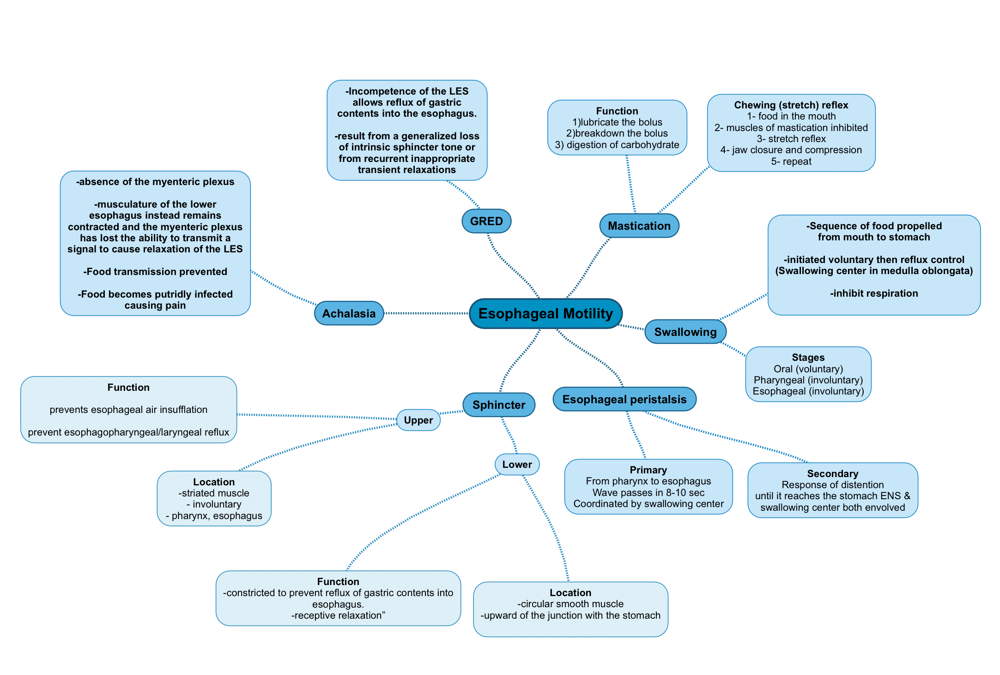 -Incompetence of the LES
allows reflux of gastric
contents into the esophagus.
-result from a generalized loss
of intrinsic sphincter tone or
from recurrent inappropriate
transient relaxations
Function
1)lubricate the bolus
2)breakdown the bolus
3) digestion of carbohydrate
Chewing (stretch) reflex
1- food in the mouth
2- muscles of mastication inhibited
3- stretch reflex
4- jaw closure and compression
5- repeat
-absence of the myenteric plexus
-musculature of the lower
esophagus instead remains
contracted and the myenteric plexus
has lost the ability to transmit a
signal to cause relaxation of the LES
-Food transmission prevented
-Food becomes putridly infected
causing pain
GRED
Mastication
-Sequence of food propelled
from mouth to stomach
-initiated voluntary then reflux control
(Swallowing center in medulla oblongata)
-inhibit respiration
Achalasia
Esophageal Motility
Swallowing
Stages
Oral (voluntary)
Pharyngeal (involuntary)
Esophageal (involuntary)
Function
prevents esophageal air insufflation
prevent esophagopharyngeal/laryngeal reflux
Upper
Sphincter
Esophageal peristalsis
Location
-striated muscle
- involuntary
- pharynx, esophagus
Lower
Primary
From pharynx to esophagus
Wave passes in 8-10 sec
Coordinated by swallowing center
Secondary
Response of distention
until it reaches the stomach ENS &
swallowing center both envolved
Function
-constricted to prevent reflux of gastric contents into
esophagus.
-receptive relaxation”
Location
-circular smooth muscle
-upward of the junction with the stomach